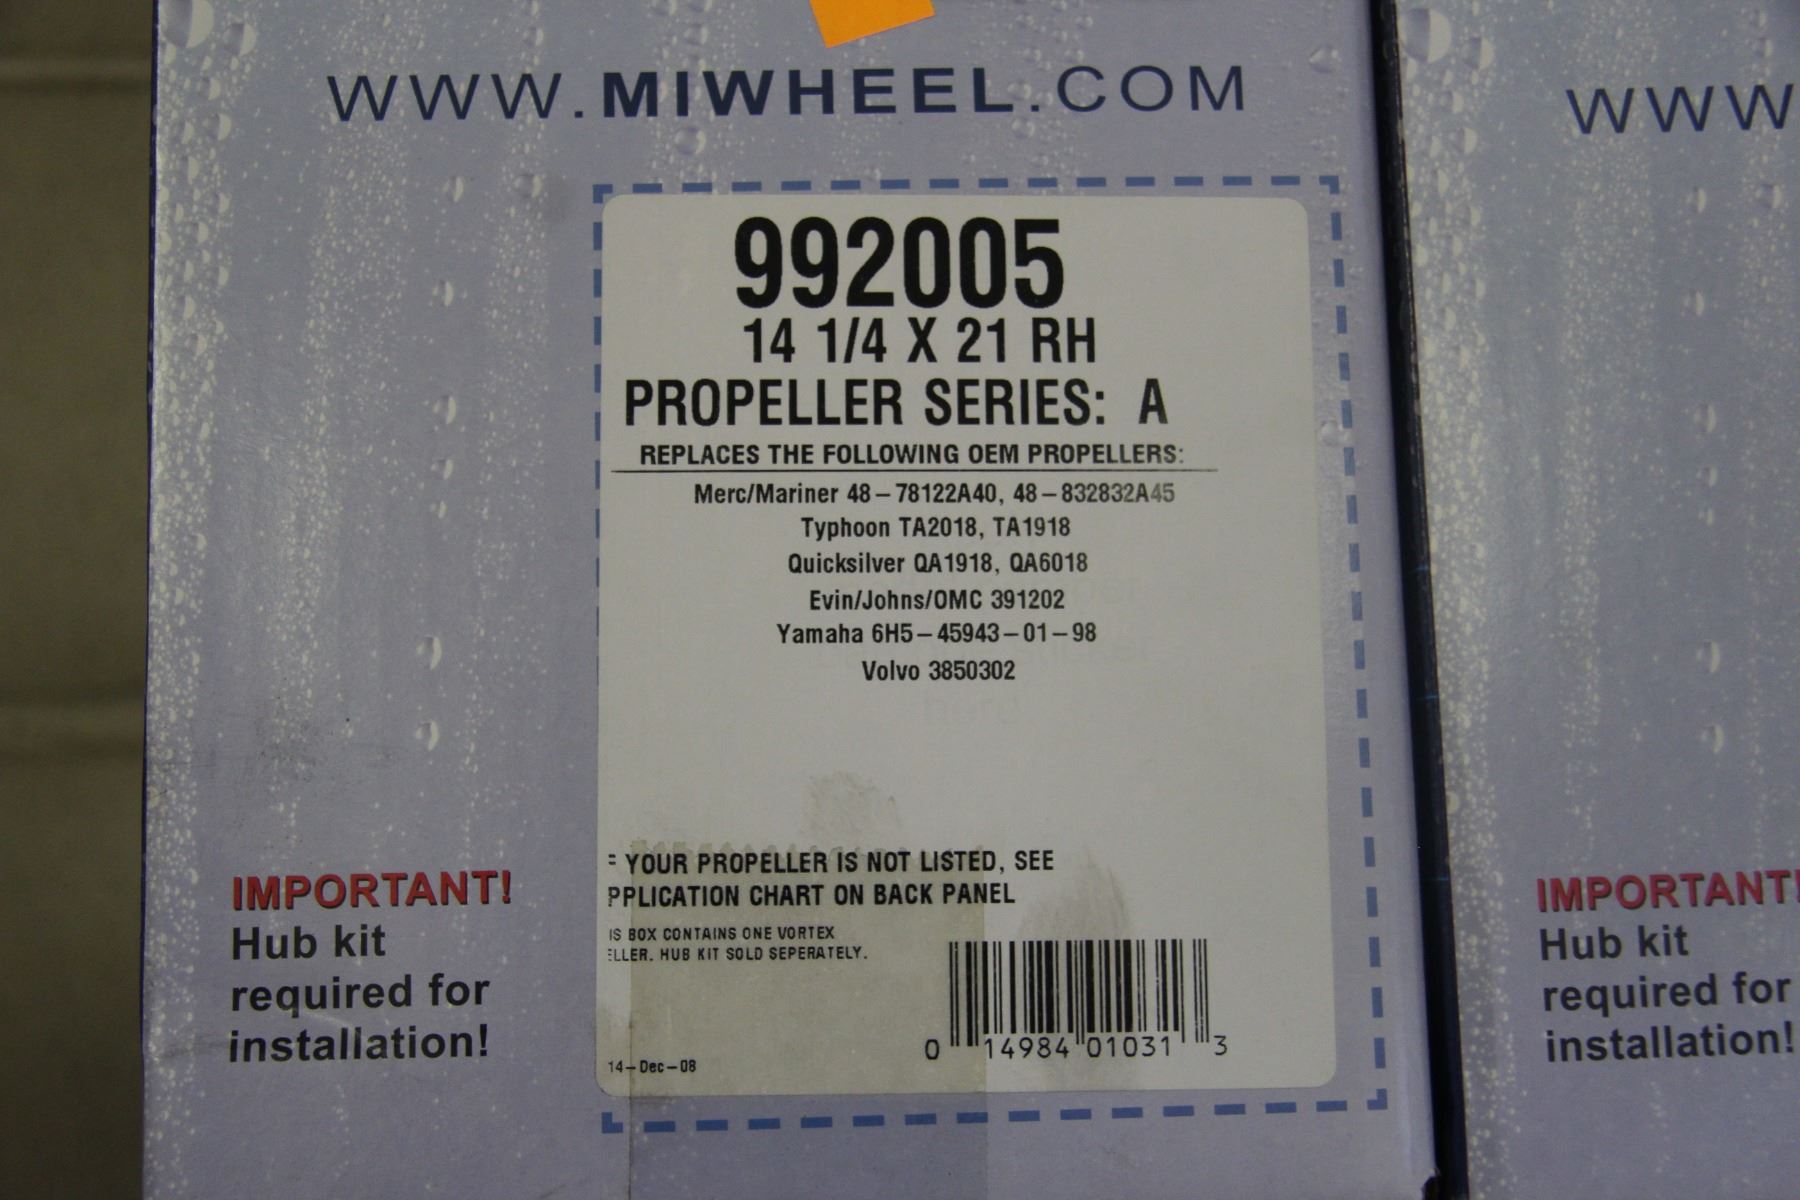 WWW.MIWHEEL.COM
992005
14 1/4 X 21 RH
PROPELLER SERIES: A
REPLACES THE FOLLOWING OEM PROPELLERS:
Merc/Mariner 48-78122A40, 48-832832A45
Typhoon TA2018, TA1918
Quicksilver QA1918, QA6018
Evin/Johns/OMC 391202
Yamaha 6H5-45943-01-98
Volvo 3850302
YOUR PROPELLER IS NOT LISTED, SEE
PPLICATION CHART ON BACK PANEL
IS BOX CONTAINS ONE VORTEX
ELLER. HUB KIT SOLD SEPERATELY.
14-Dec-08
0 14984 01031 3
IMPORTANT!
Hub kit
required for
installation!
WWW
IMPORTANT!
Hub kit
required for
installation!